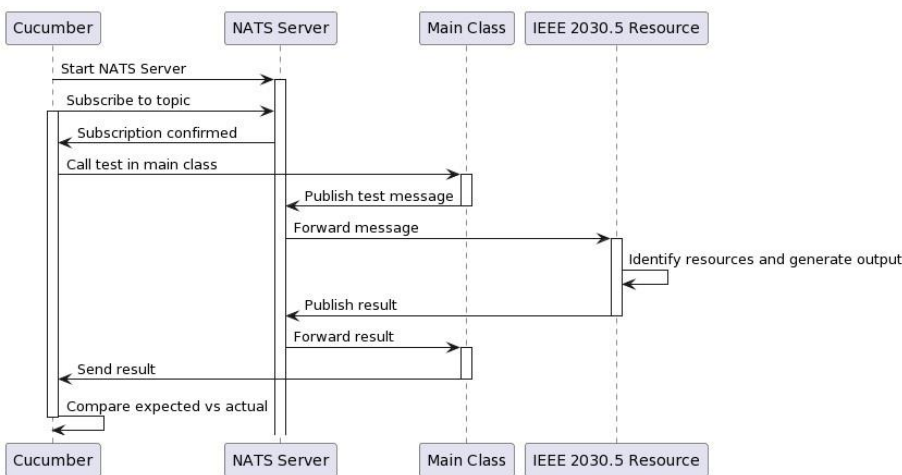 Cucumber NATS Server Main Class IEEE 2030.5 Resource
Start NATS Server
Subscribe to topic
Subscription confirmed
Call test in main class
Publish test message
Forward message
Identify resources and generate output
Publish result
Forward result
Send result
Compare expected vs actual
Cucumber NATS Server Main Class IEEE 2030.5 Resource